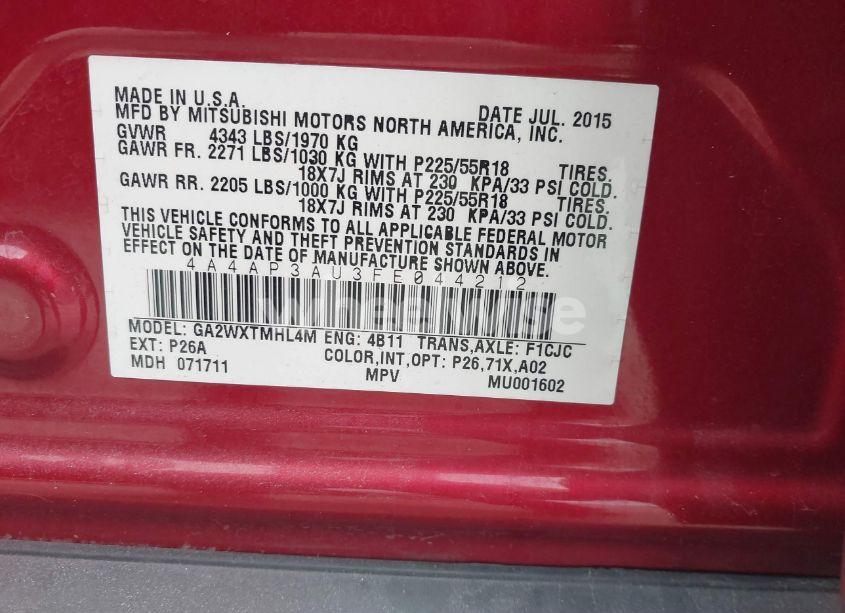 MADE IN U.S.A. DATE JUL. 2015
MFD BY MITSUBISHI MOTORS NORTH AMERICA, INC.
GVWR 4343 LBS/1970 KG
GAWR FR. 2271 LBS/1030 KG WITH P225/55R18 TIRES.
18X7J RIMS AT 230 KPA/33 PSI COLD.
GAWR RR. 2205 LBS/1000 KG WITH P225/55R18 TIRES.
18X7J RIMS AT 230 KPA/33 PSI COLD.
THIS VEHICLE CONFORMS TO ALL APPLICABLE FEDERAL MOTOR
VEHICLE SAFETY AND THEFT PREVENTION STANDARDS IN
EFFECT ON THE DATE OF MANUFACTURE SHOWN ABOVE.
4A4AP3AU3FE044212
wheelwise
MODEL: GA2WXTMHL4M ENG: 4B11 TRANS,AXLE: F1CJC
EXT: P26A COLOR,INT,OPT: P26,71X,A02
MDH 071711 MPV MU001602